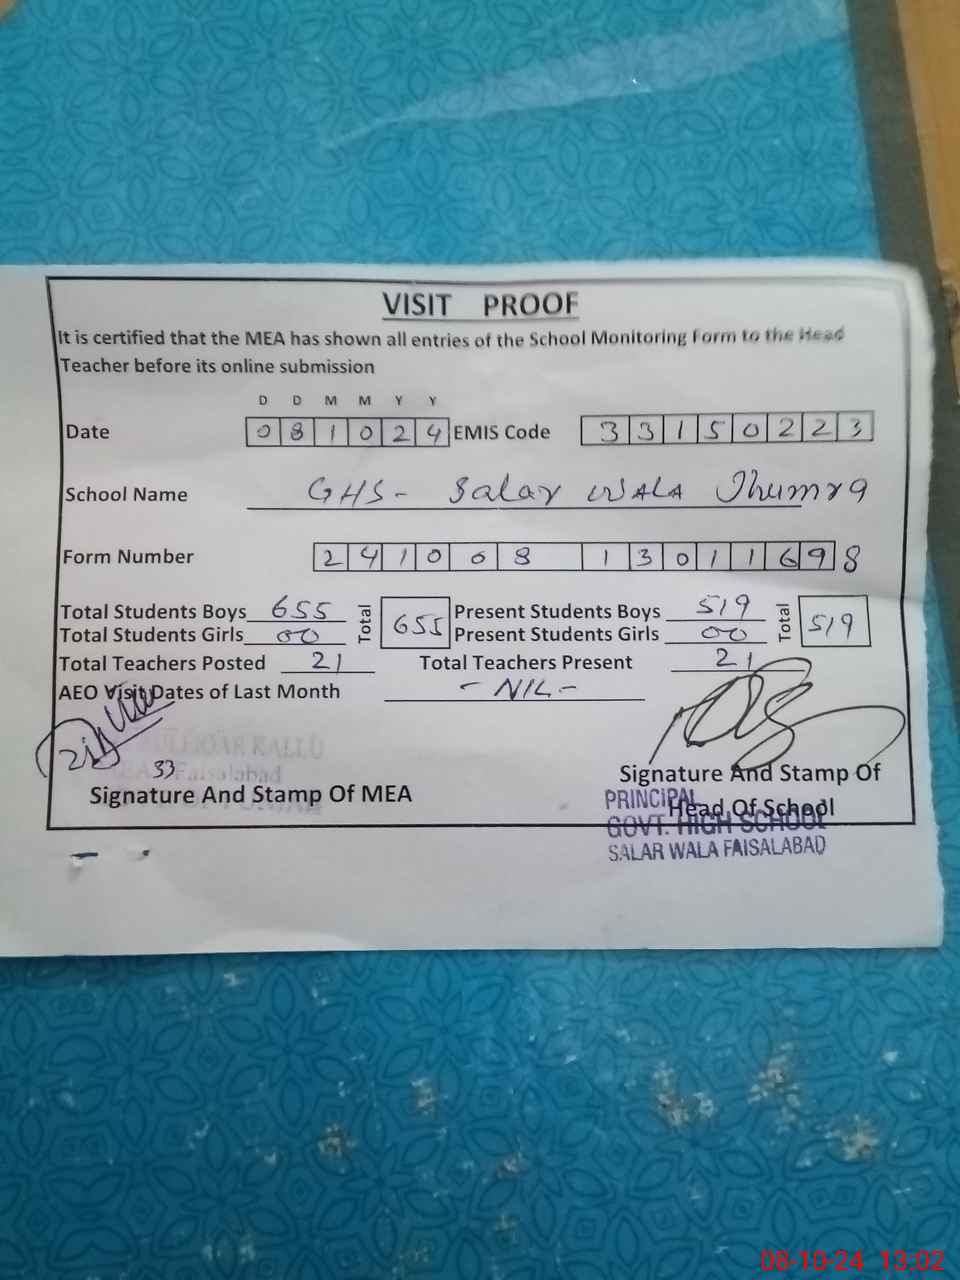 VISIT PROOF
It is certified that the MEA has shown all entries of the School Monitoring Form to the Head
Teacher before its online submission
D D M M Y Y
Date 0 8 1 0 2 4 EMIS Code 3 3 1 5 0 2 2 3
School Name GHS - Salar WALA Jhumra
Form Number 2 4 1 0 0 8 1 3 0 1 1 6 9 8
Total Students Boys 655 Total 655 Present Students Boys 519 Total 519
Total Students Girls 00 Present Students Girls 00
Total Teachers Posted 21 Total Teachers Present 21
AEO Visit Dates of Last Month - NIL -
33 Faisalabad
Signature And Stamp Of MEA
Signature And Stamp Of
Head Of School
PRINCIPAL
GOVT. HIGH SCHOOL
SALAR WALA FAISALABAD
08-10-24 13:02